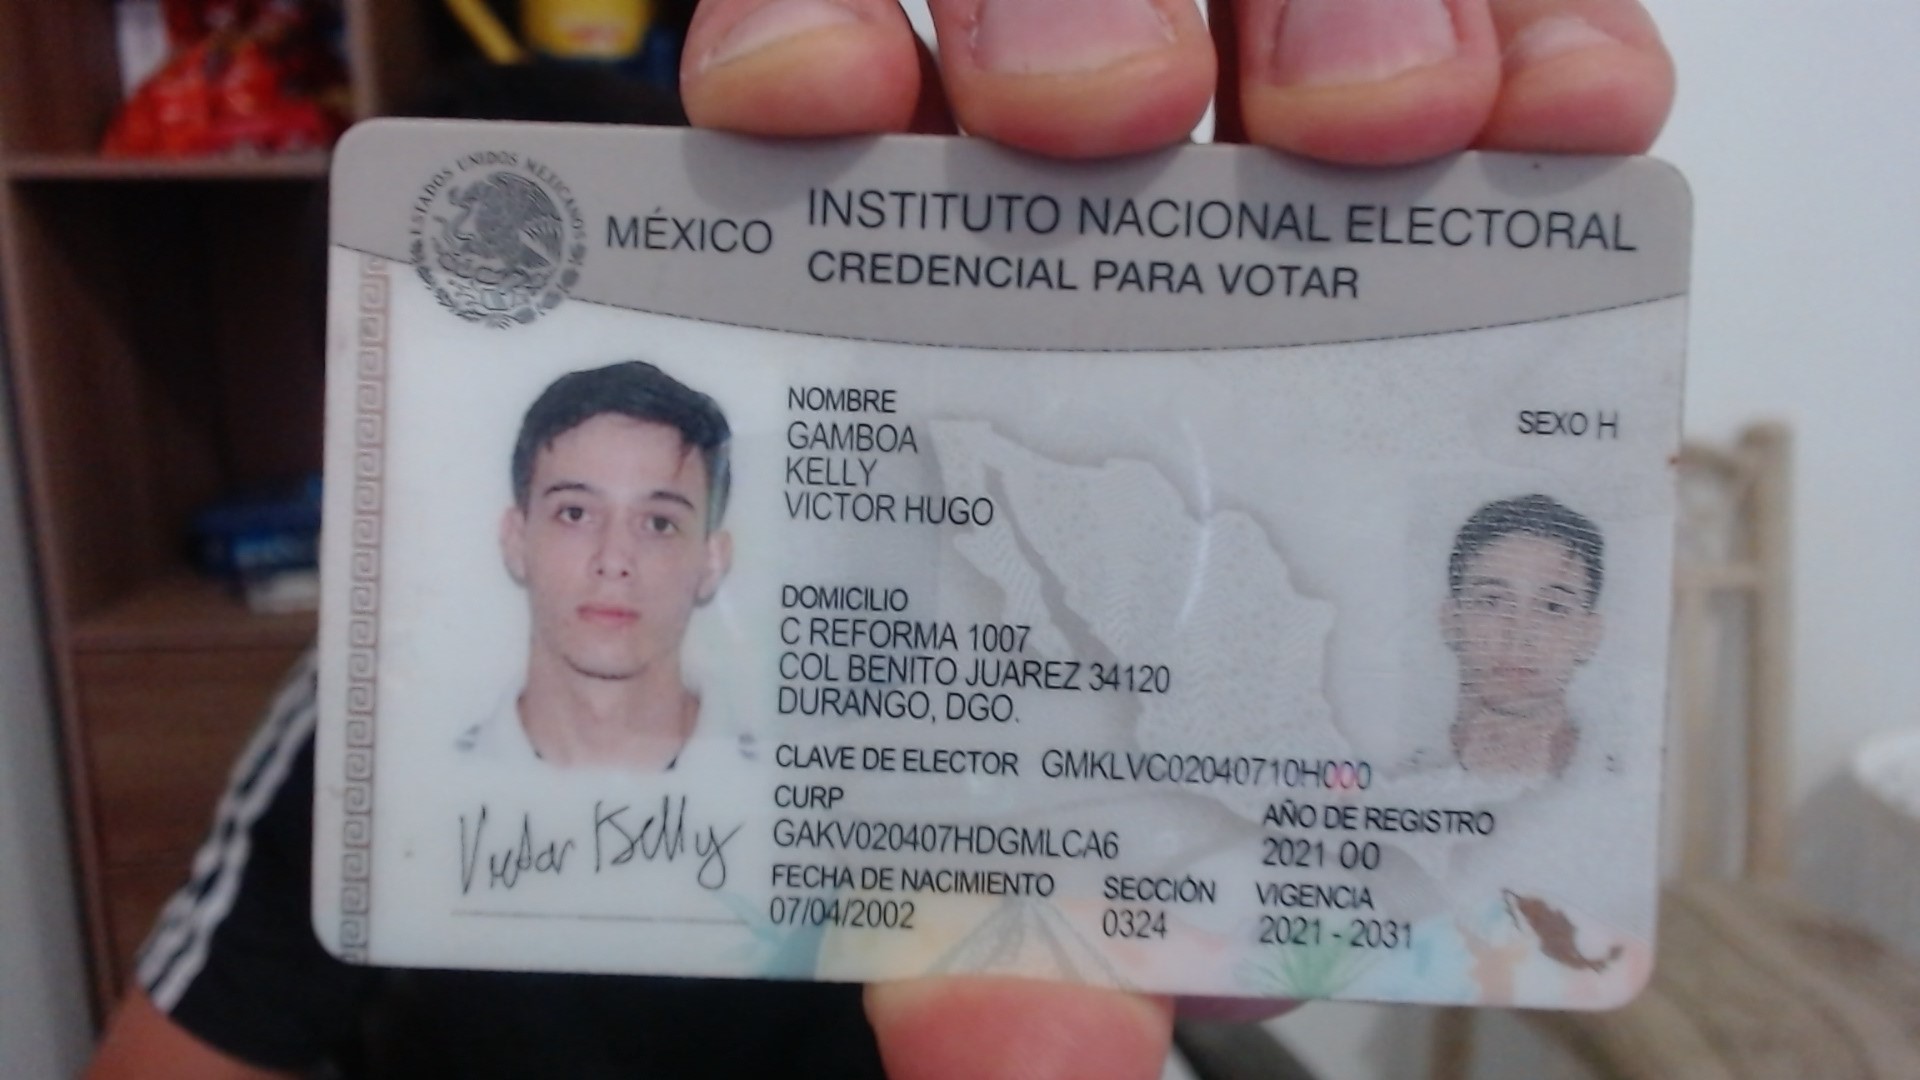 ESTADOS UNIDOS MEXICANOS
MÉXICO
INSTITUTO NACIONAL ELECTORAL
CREDENCIAL PARA VOTAR
NOMBRE
GAMBOA
KELLY
VICTOR HUGO
SEXO H
DOMICILIO
C REFORMA 1007
COL BENITO JUAREZ 34120
DURANGO, DGO.
CLAVE DE ELECTOR GMKLVC02040710H000
CURP
GAKV020407HDGMLCA6
AÑO DE REGISTRO
2021 00
FECHA DE NACIMIENTO
07/04/2002
SECCIÓN
0324
VIGENCIA
2021 - 2031
Victor Kelly